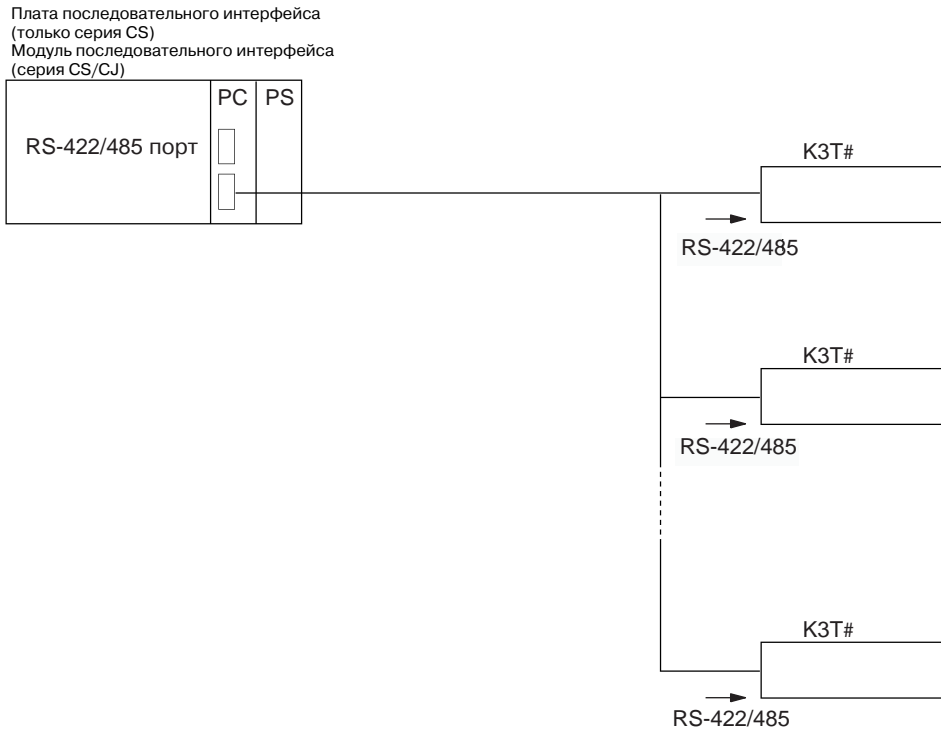 Плата последовательного интерфейса
(только серия CS)
Модуль последовательного интерфейса
(серия CS/CJ)
PC PS
RS-422/485 порт
K3T#
RS-422/485
K3T#
RS-422/485
K3T#
RS-422/485